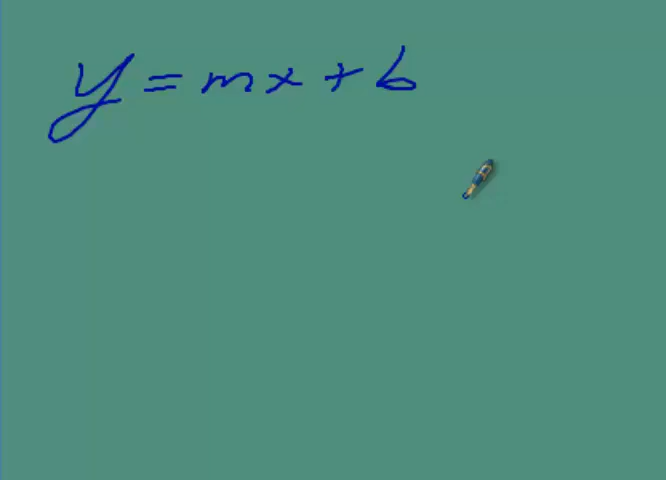 y = mx + b